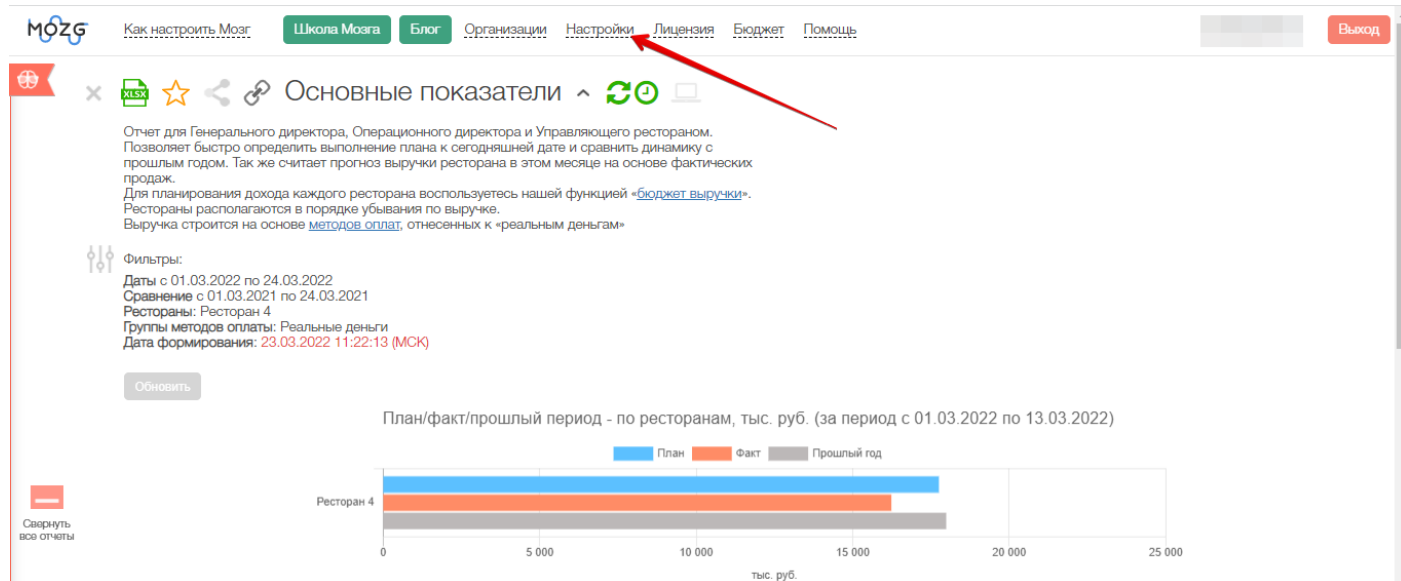 MOZG Как настроить Мозг Школа Мозга Блог Организации Настройки Лицензия Бюджет Помощь Выход
XLSX Основные показатели
Отчет для Генерального директора, Операционного директора и Управляющего рестораном.
Позволяет быстро определить выполнение плана к сегодняшней дате и сравнить динамику с
прошлым годом. Так же считает прогноз выручки ресторана в этом месяце на основе фактических
продаж.
Для планирования дохода каждого ресторана воспользуетесь нашей функцией «бюджет выручки».
Рестораны располагаются в порядке убывания по выручке.
Выручка строится на основе методов оплат, отнесенных к «реальным деньгам»
Фильтры:
Даты с 01.03.2022 по 24.03.2022
Сравнение с 01.03.2021 по 24.03.2021
Рестораны: Ресторан 4
Группы методов оплаты: Реальные деньги
Дата формирования: 23.03.2022 11:22:13 (МСК)
Обновить
План/факт/прошлый период - по ресторанам, тыс. руб. (за период с 01.03.2022 по 13.03.2022)
План Факт Прошлый год
Ресторан 4
0 5 000 10 000 15 000 20 000 25 000
тыс. руб.
Свернуть
все отчеты